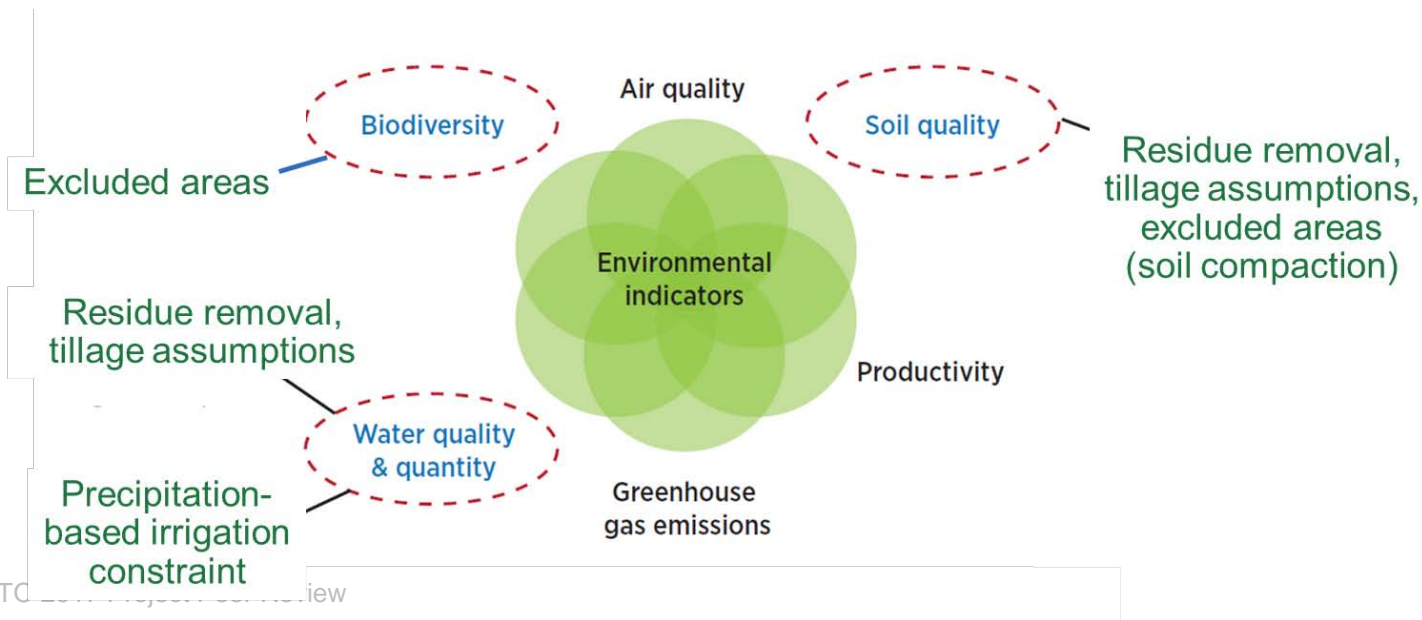 Air quality
Biodiversity
Soil quality
Excluded areas
Residue removal,
tillage assumptions,
excluded areas
(soil compaction)
Environmental
indicators
Residue removal,
tillage assumptions
Productivity
Water quality
& quantity
Precipitation-
based irrigation
constraint
Greenhouse
gas emissions